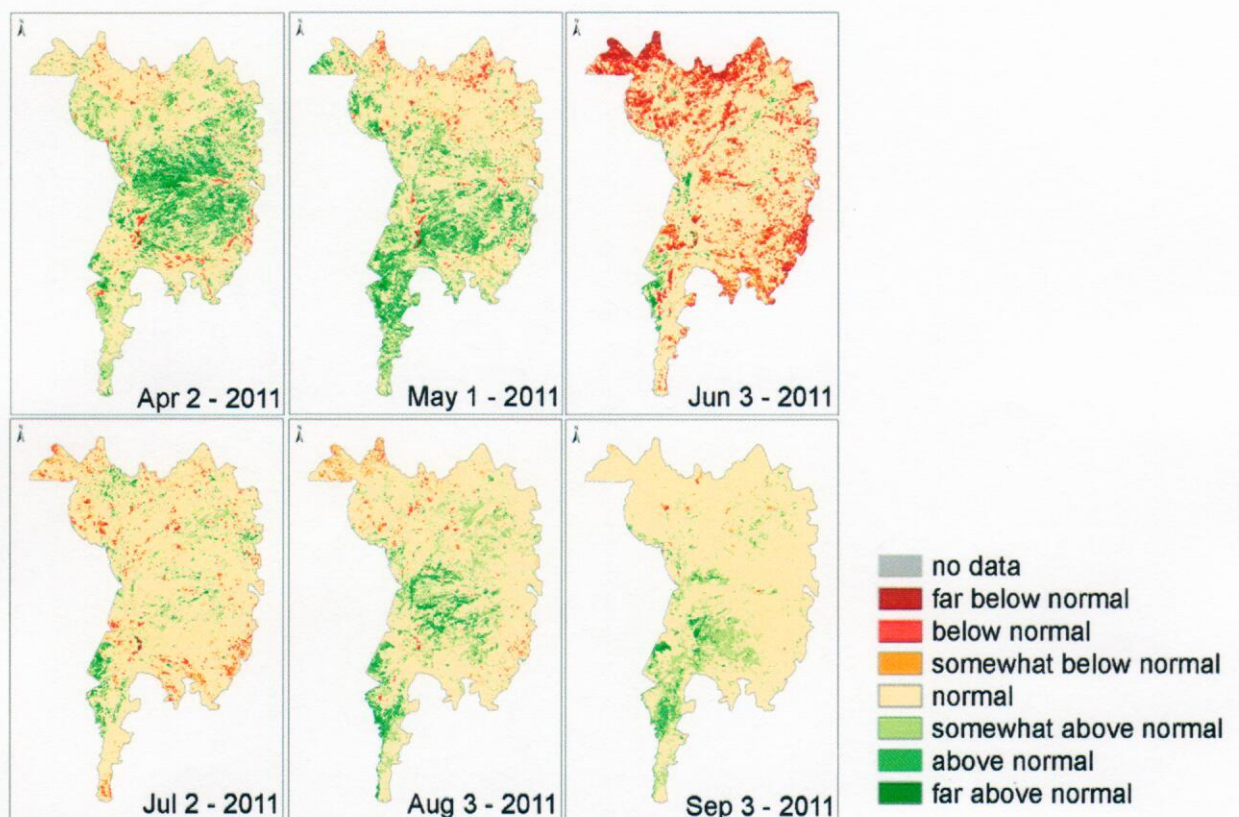 Apr 2 - 2011
May 1 - 2011
Jun 3 - 2011
Jul 2 - 2011
Aug 3 - 2011
Sep 3 - 2011
no data
far below normal
below normal
somewhat below normal
normal
somewhat above normal
above normal
far above normal